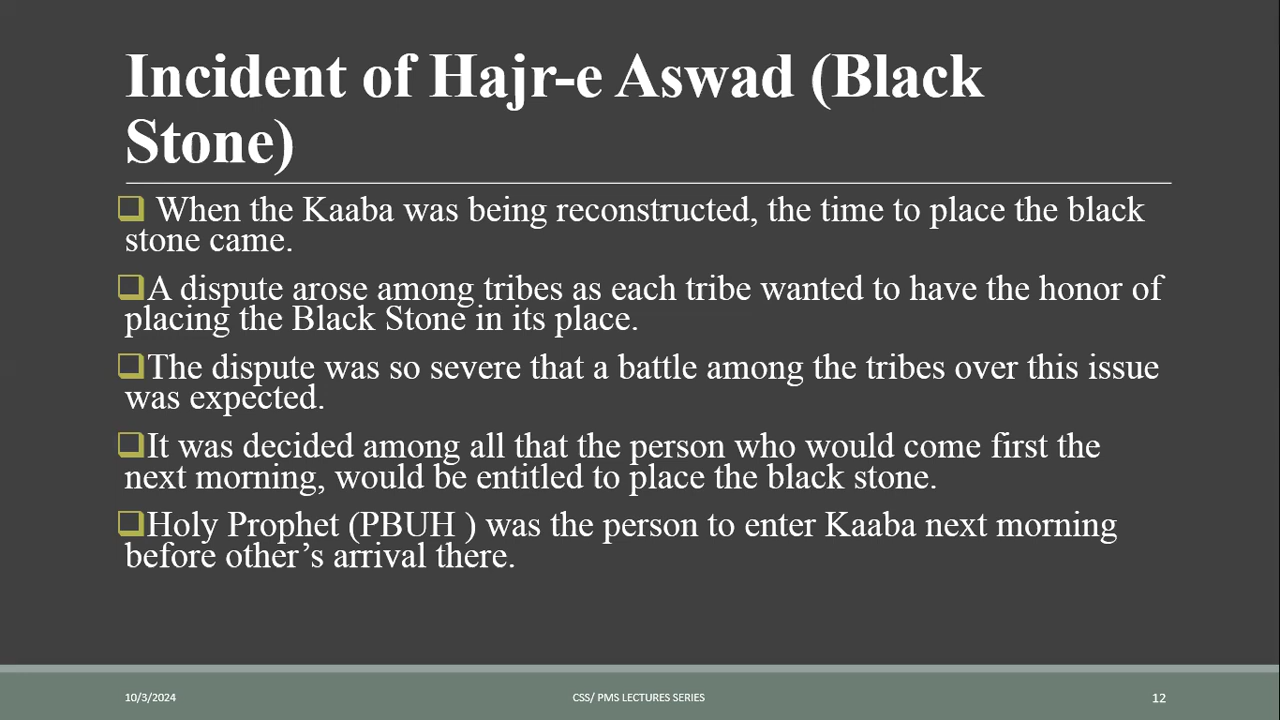 Incident of Hajr-e Aswad (Black
Stone)
When the Kaaba was being reconstructed, the time to place the black
stone came.
A dispute arose among tribes as each tribe wanted to have the honor of
placing the Black Stone in its place.
The dispute was so severe that a battle among the tribes over this issue
was expected.
It was decided among all that the person who would come first the
next morning, would be entitled to place the black stone.
Holy Prophet (PBUH ) was the person to enter Kaaba next morning
before other’s arrival there.
10/3/2024
CSS/ PMS LECTURES SERIES
12